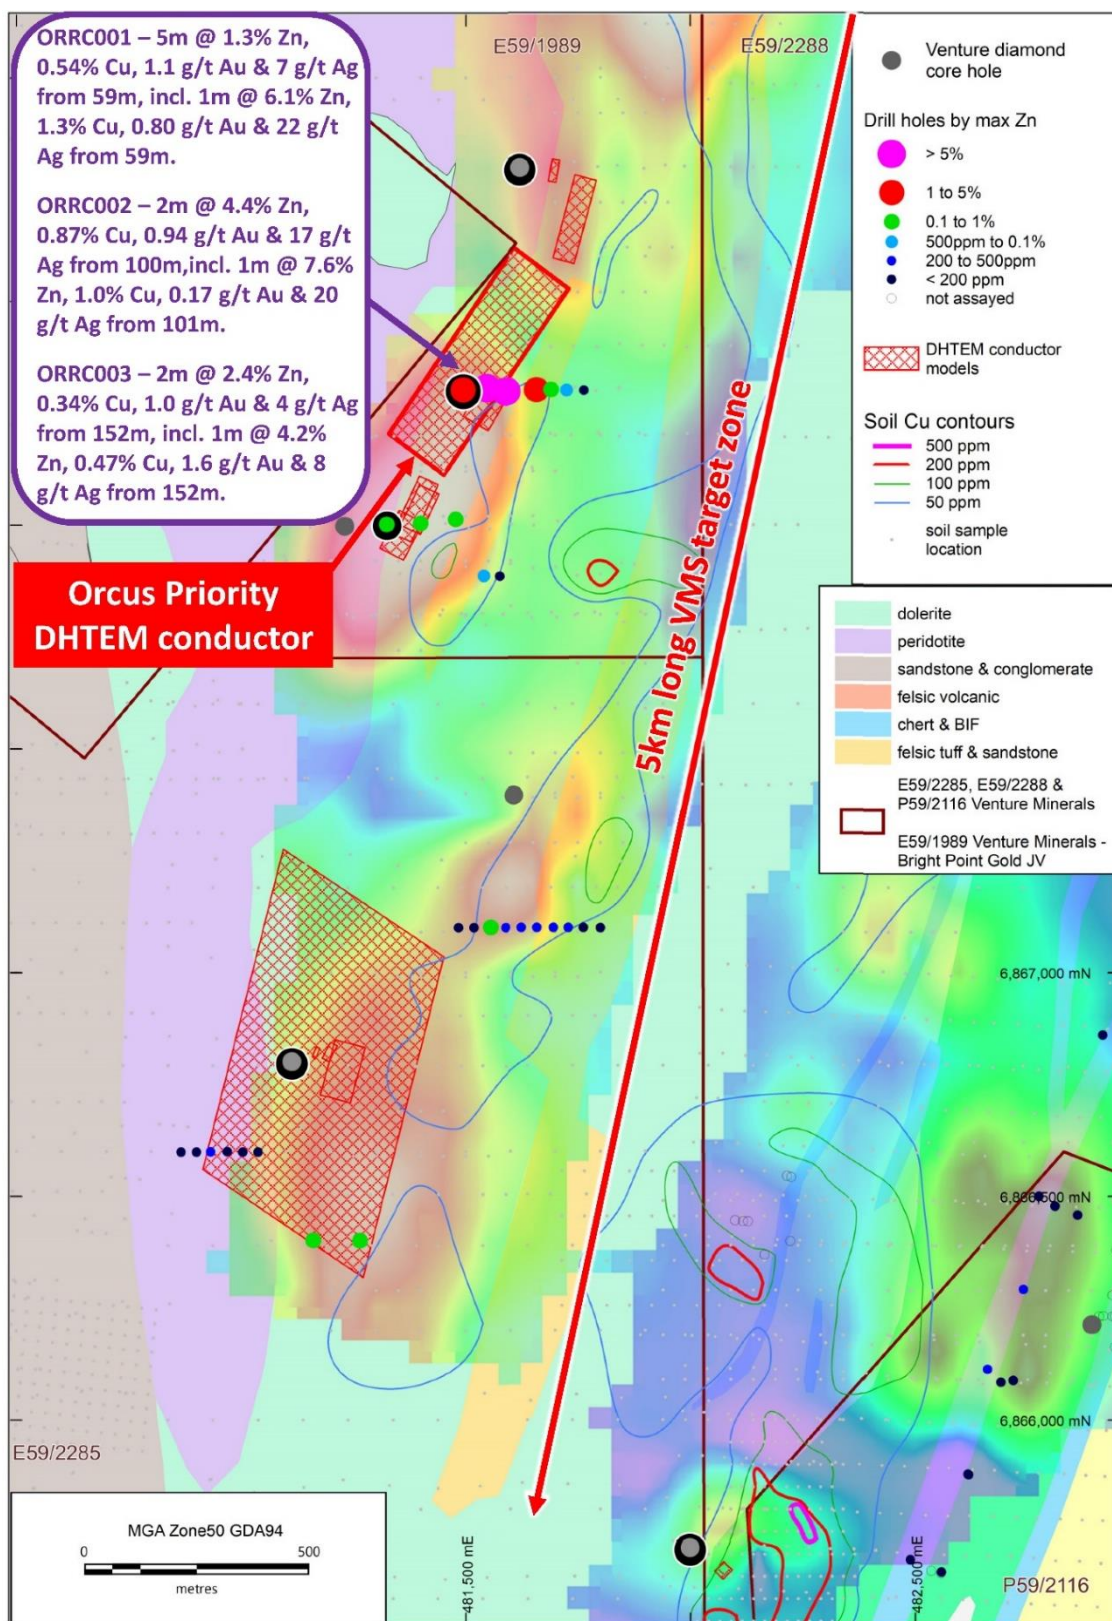 ORRC001 – 5m @ 1.3% Zn,
0.54% Cu, 1.1 g/t Au & 7 g/t Ag
from 59m, incl. 1m @ 6.1% Zn,
1.3% Cu, 0.80 g/t Au & 22 g/t
Ag from 59m.
ORRC002 – 2m @ 4.4% Zn,
0.87% Cu, 0.94 g/t Au & 17 g/t
Ag from 100m,incl. 1m @ 7.6%
Zn, 1.0% Cu, 0.17 g/t Au & 20
g/t Ag from 101m.
ORRC003 – 2m @ 2.4% Zn,
0.34% Cu, 1.0 g/t Au & 4 g/t Ag
from 152m, incl. 1m @ 4.2%
Zn, 0.47% Cu, 1.6 g/t Au & 8
g/t Ag from 152m.
E59/1989
E59/2288
Venture diamond
core hole
Drill holes by max Zn
> 5%
1 to 5%
0.1 to 1%
500ppm to 0.1%
200 to 500ppm
< 200 ppm
not assayed
DHTEM conductor
models
Soil Cu contours
500 ppm
200 ppm
100 ppm
50 ppm
soil sample
location
dolerite
peridotite
sandstone & conglomerate
felsic volcanic
chert & BIF
felsic tuff & sandstone
E59/2285, E59/2288 &
P59/2116 Venture Minerals
E59/1989 Venture Minerals -
Bright Point Gold JV
Orcus Priority
DHTEM conductor
5km long VMS target zone
6,867,000 mN
6,866,500 mN
6,866,000 mN
E59/2285
MGA Zone50 GDA94
0 500
metres
481,500 mE
482,500 mE
P59/2116